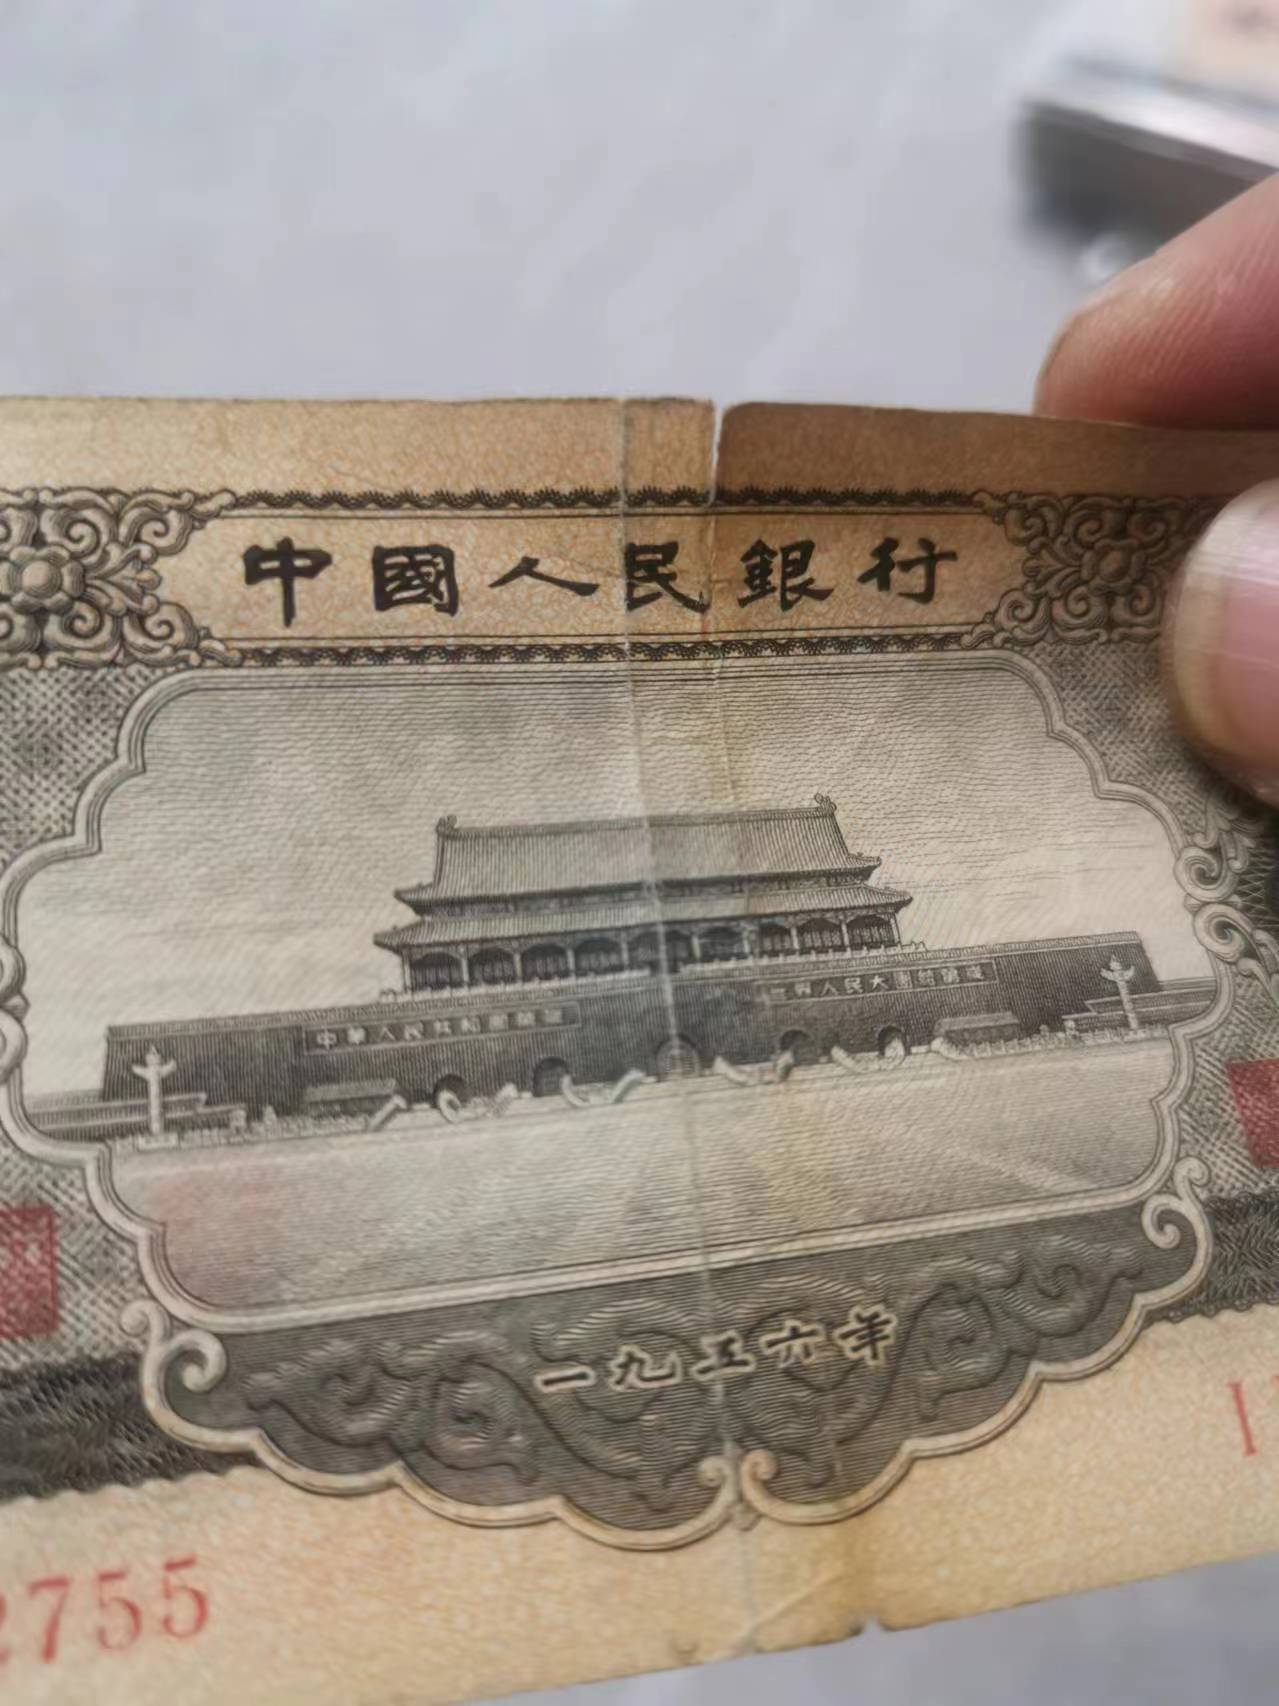 中國人民銀行
中華人民共和國萬歲
世界人民大團結萬歲
一九五六年
I
2755